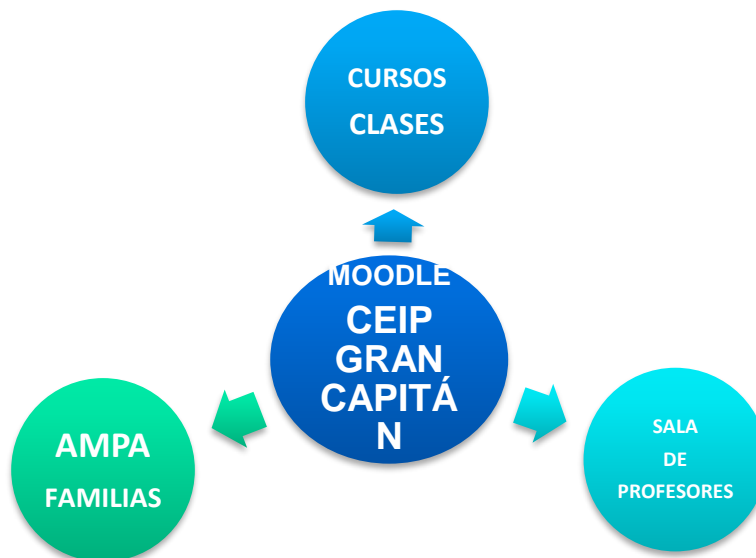 CURSOS
CLASES
MOODLE
CEIP
GRAN
CAPITÁ
N
AMPA
FAMILIAS
SALA
DE
PROFESORES